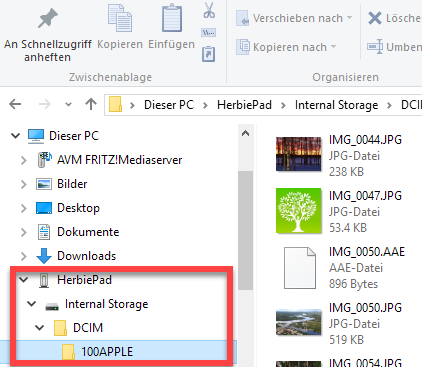 Verschieben nach
Lösche
An Schnellzugriff
anheften
Kopieren
Einfügen
Kopieren nach
Umben
Zwischenablage
Organisieren
Dieser PC > HerbiePad > Internal Storage > DCI
Dieser PC
AVM FRITZ!Mediaserver
Bilder
Desktop
Dokumente
Downloads
HerbiePad
Internal Storage
DCIM
100APPLE
IMG_0044.JPG
JPG-Datei
238 KB
IMG_0047.JPG
JPG-Datei
53.4 KB
IMG_0050.AAE
AAE-Datei
896 Bytes
IMG_0050.JPG
JPG-Datei
519 KB
IMG_0054.JPG